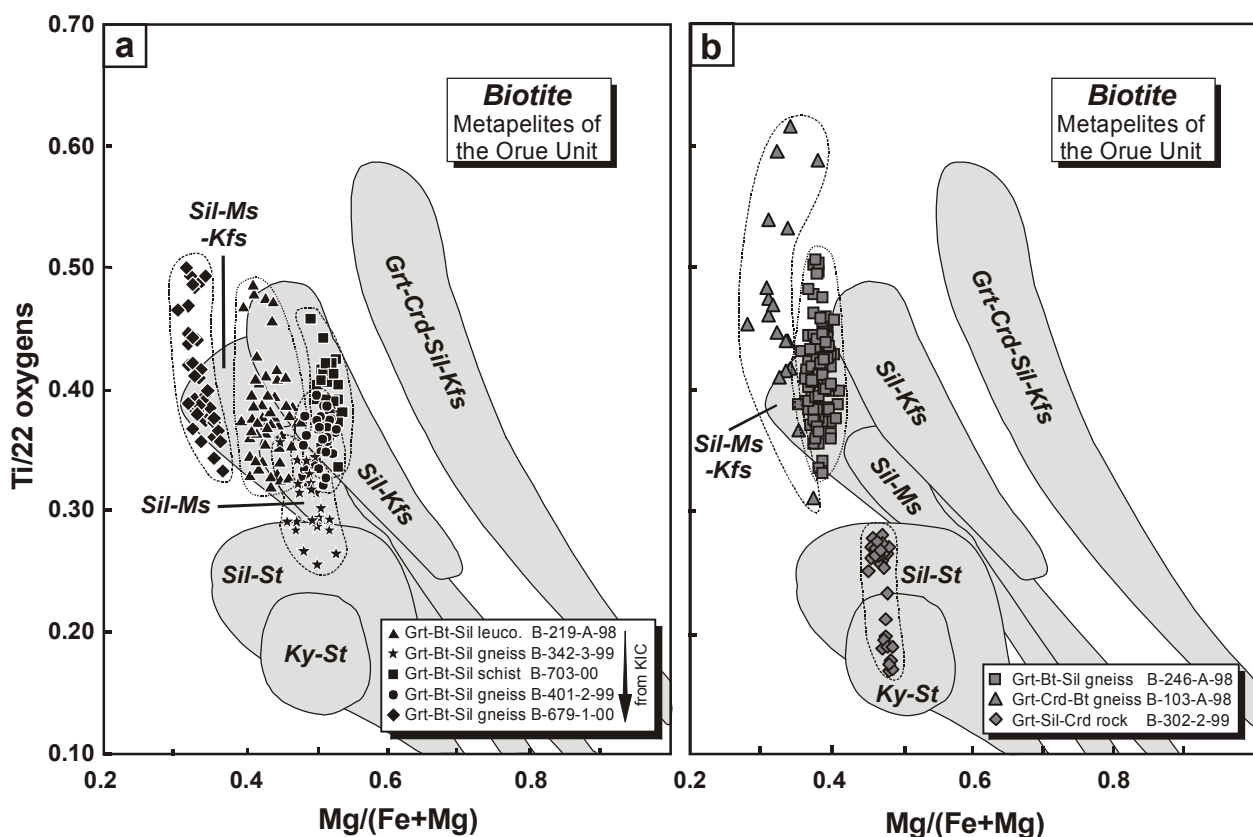 a
Biotite
Metapelites of
the Orue Unit
Sil-Ms
-Kfs
Sil-Ms
Sil-Kfs
Grt-Crd-Sil-Kfs
Sil-St
Ky-St
Grt-Bt-Sil leuco. B-219-A-98
Grt-Bt-Sil gneiss B-342-3-99
Grt-Bt-Sil schist B-703-00
Grt-Bt-Sil gneiss B-401-2-99
Grt-Bt-Sil gneiss B-679-1-00
from KIC
Ti/22 oxygens
0.70
0.60
0.50
0.40
0.30
0.20
0.10
0.2 0.4 0.6 0.8
Mg/(Fe+Mg)
b
Biotite
Metapelites of
the Orue Unit
Sil-Ms
-Kfs
Sil-Kfs
Grt-Crd-Sil-Kfs
Sil-Ms
Sil-St
Ky-St
Grt-Bt-Sil gneiss B-246-A-98
Grt-Crd-Bt gneiss B-103-A-98
Grt-Sil-Crd rock B-302-2-99
0.2 0.4 0.6 0.8
Mg/(Fe+Mg)